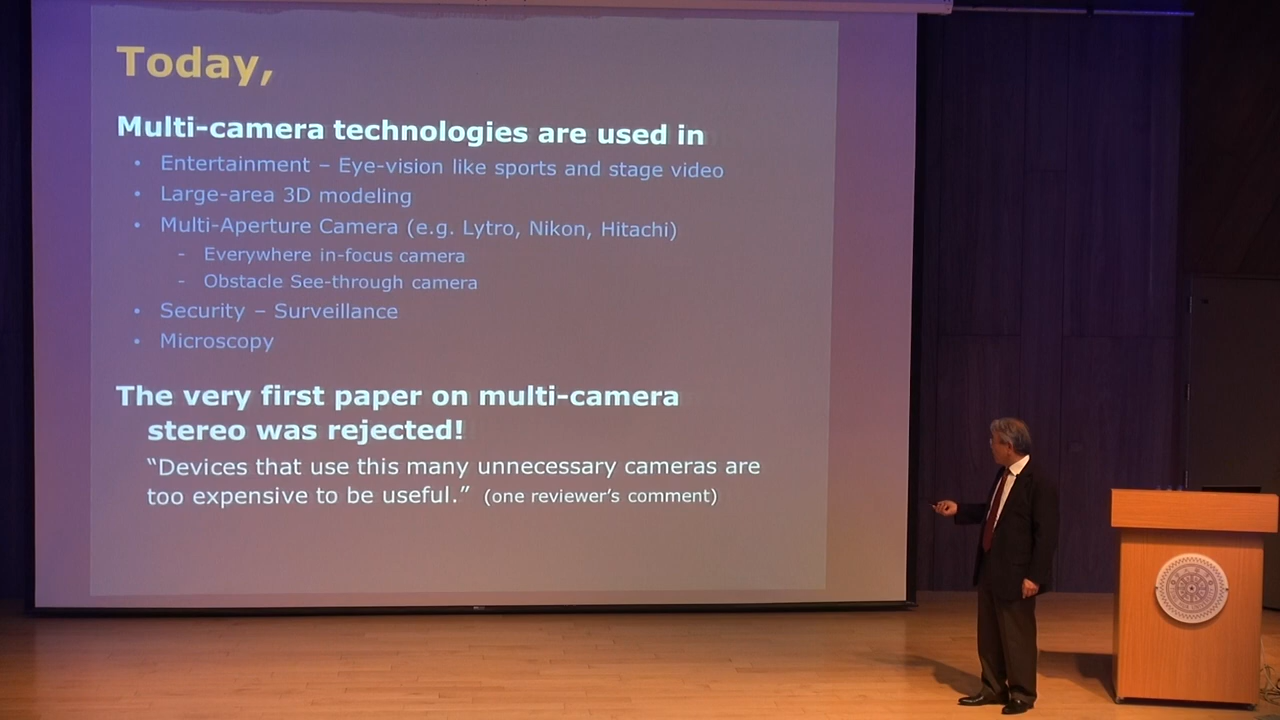 Today,
Multi-camera technologies are used in
• Entertainment – Eye-vision like sports and stage video
• Large-area 3D modeling
• Multi-Aperture Camera (e.g. Lytro, Nikon, Hitachi)
- Everywhere in-focus camera
- Obstacle See-through camera
• Security – Surveillance
• Microscopy
The very first paper on multi-camera
stereo was rejected!
“Devices that use this many unnecessary cameras are
too expensive to be useful.” (one reviewer’s comment)